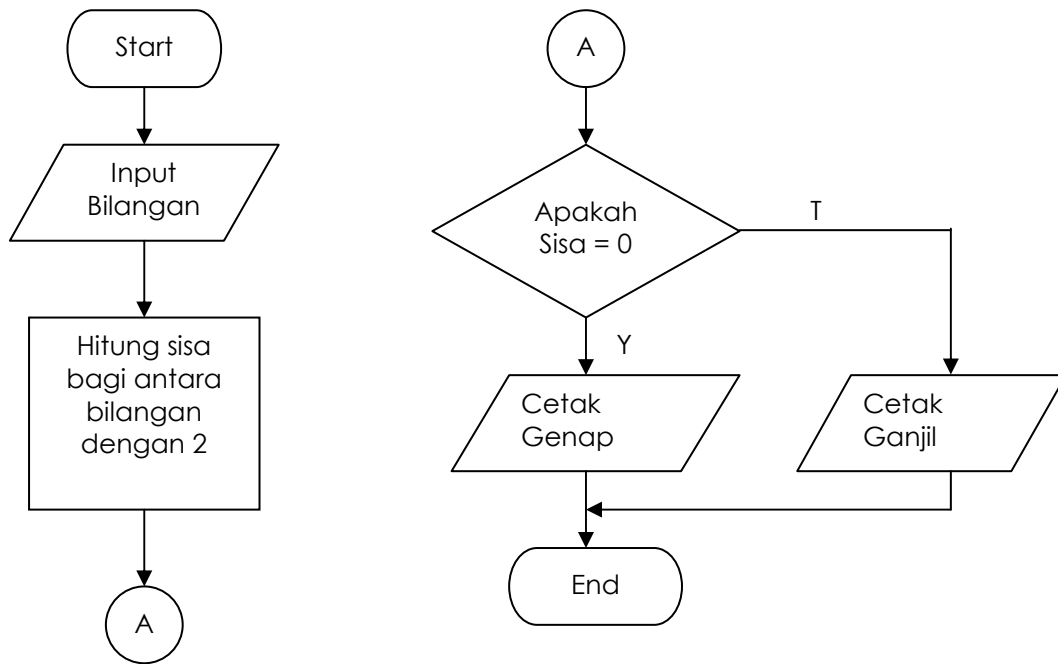 Start
Input
Bilangan
Hitung sisa
bagi antara
bilangan
dengan 2
A
A
Apakah
Sisa = 0
T
Y
Cetak
Genap
Cetak
Ganjil
End